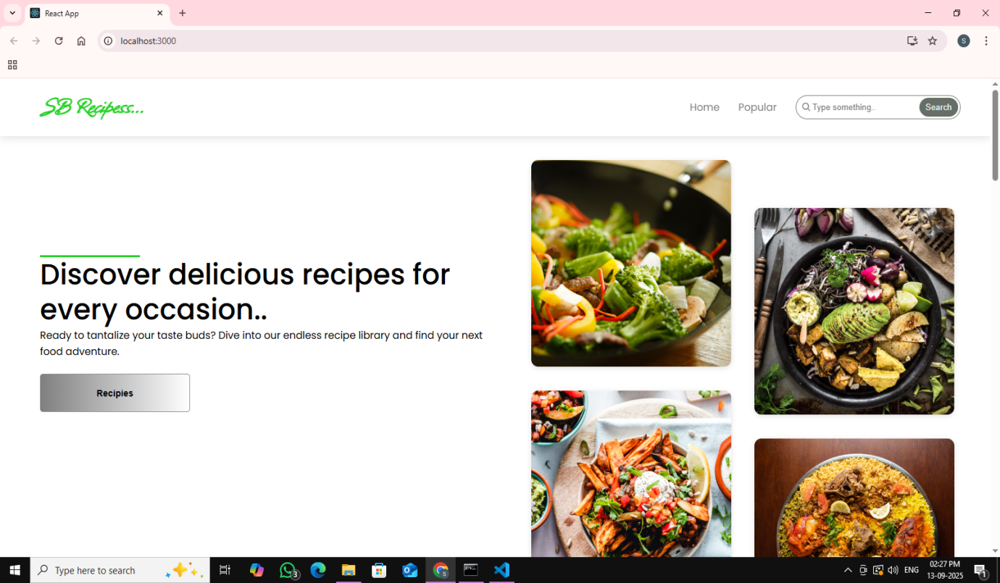 React App
localhost:3000
S
SB Recipess...
Home
Popular
Type something..
Search
Discover delicious recipes for
every occasion..
Ready to tantalize your taste buds? Dive into our endless recipe library and find your next
food adventure.
Recipies
Type here to search
3
S
ENG
02:27 PM
13-09-2025
1